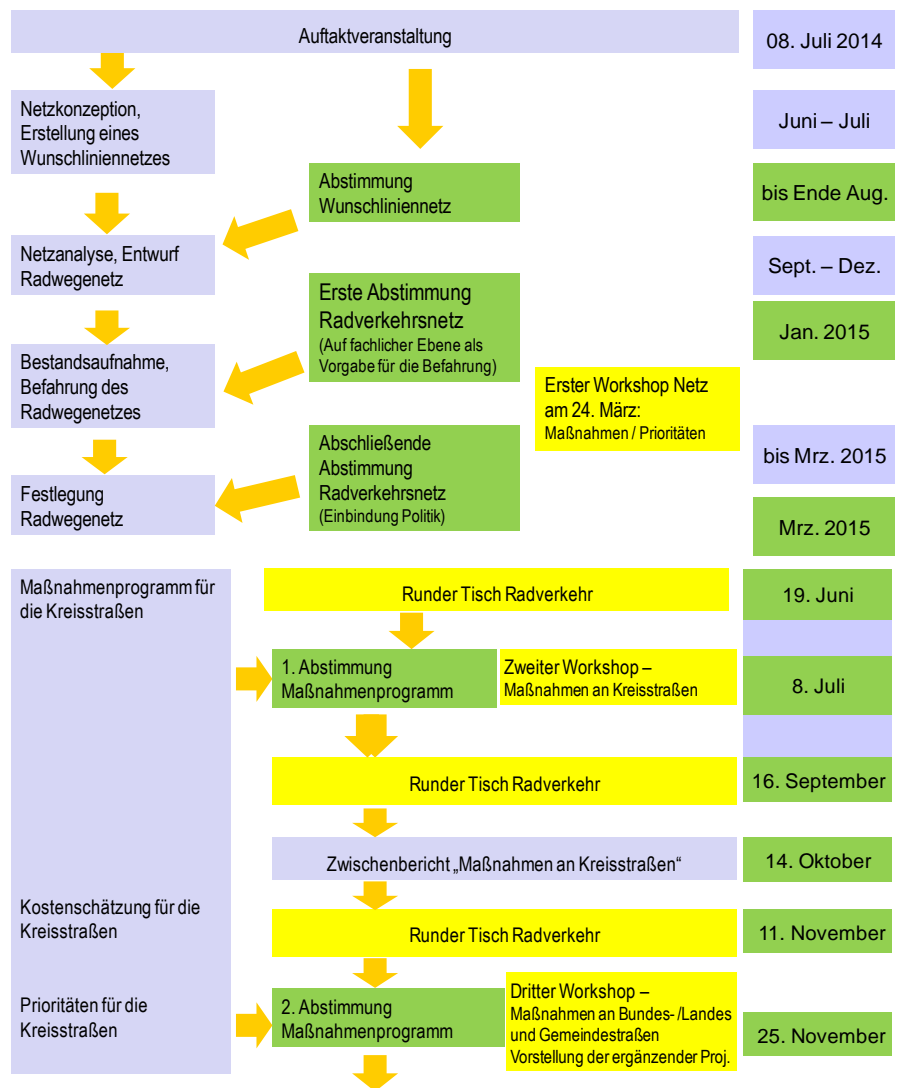 Auftaktveranstaltung
08. Juli 2014
Netzkonzeption,
Erstellung eines
Wunschliniennetzes
Juni – Juli
Abstimmung
Wunschliniennetz
bis Ende Aug.
Netzanalyse, Entwurf
Radwegenetz
Sept. – Dez.
Erste Abstimmung
Radverkehrsnetz
(Auf fachlicher Ebene als
Vorgabe für die Befahrung)
Jan. 2015
Bestandsaufnahme,
Befahrung des
Radwegenetzes
Erster Workshop Netz
am 24. März:
Maßnahmen / Prioritäten
bis Mrz. 2015
Abschließende
Abstimmung
Radverkehrsnetz
(Einbindung Politik)
Festlegung
Radwegenetz
Mrz. 2015
Maßnahmenprogramm für
die Kreisstraßen
Runder Tisch Radverkehr
19. Juni
1. Abstimmung
Maßnahmenprogramm
Zweiter Workshop –
Maßnahmen an Kreisstraßen
8. Juli
Runder Tisch Radverkehr
16. September
Zwischenbericht „Maßnahmen an Kreisstraßen“
14. Oktober
Kostenschätzung für die
Kreisstraßen
Runder Tisch Radverkehr
11. November
Prioritäten für die
Kreisstraßen
2. Abstimmung
Maßnahmenprogramm
Dritter Workshop –
Maßnahmen an Bundes- /Landes
und Gemeindestraßen
Vorstellung der ergänzender Proj.
25. November